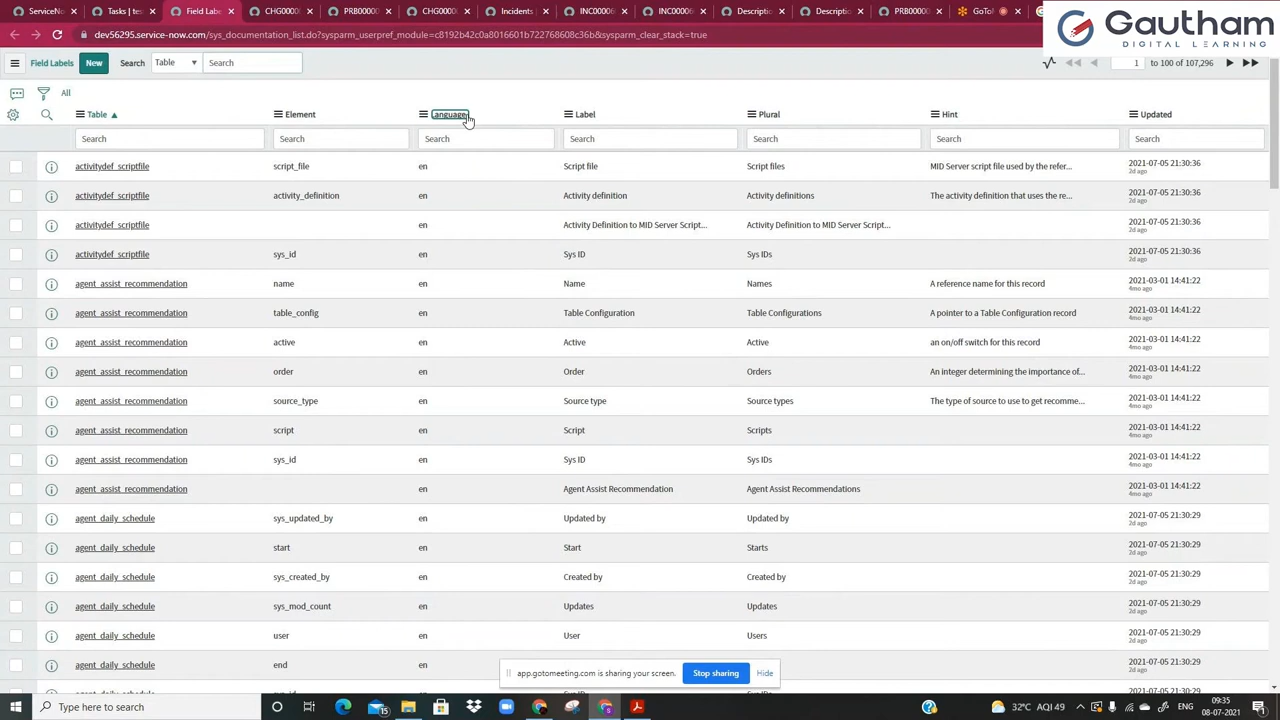 ServiceNo
Tasks | te
Field Label
CHG0000
PRB0000
CHG0000
Incidents
INC00006
INC00006
Descriptio
Descriptio
PRB0000
GoTo
Gautham
DIGITAL LEARNING
dev56295.service-now.com/sys_documentation_list.do?sysparm_userpref_module=c8192b42c0a8016601b722768608c36b&sysparm_clear_stack=true
Field Labels New Search Table Search
1 to 100 of 107,296
All
Table Element Language Label Plural Hint Updated
Search Search Search Search Search Search Search
activitydef_scriptfile script_file en Script file Script files MID Server script file used by the refer... 2021-07-05 21:30:36
2d ago
activitydef_scriptfile activity_definition en Activity definition Activity definitions The activity definition that uses the re... 2021-07-05 21:30:36
2d ago
activitydef_scriptfile en Activity Definition to MID Server Script... Activity Definition to MID Server Script... 2021-07-05 21:30:36
2d ago
activitydef_scriptfile sys_id en Sys ID Sys IDs 2021-07-05 21:30:36
2d ago
agent_assist_recommendation name en Name Names A reference name for this record 2021-03-01 14:41:22
4mo ago
agent_assist_recommendation table_config en Table Configuration Table Configurations A pointer to a Table Configuration record 2021-03-01 14:41:22
4mo ago
agent_assist_recommendation active en Active Active an on/off switch for this record 2021-03-01 14:41:22
4mo ago
agent_assist_recommendation order en Order Orders An integer determining the importance of... 2021-03-01 14:41:22
4mo ago
agent_assist_recommendation source_type en Source type Source types The type of source to use to get recomme... 2021-03-01 14:41:22
4mo ago
agent_assist_recommendation script en Script Scripts 2021-03-01 14:41:22
4mo ago
agent_assist_recommendation sys_id en Sys ID Sys IDs 2021-03-01 14:41:22
4mo ago
agent_assist_recommendation en Agent Assist Recommendation Agent Assist Recommendations 2021-03-01 14:41:22
4mo ago
agent_daily_schedule sys_updated_by en Updated by Updated by 2021-07-05 21:30:29
2d ago
agent_daily_schedule start en Start Starts 2021-07-05 21:30:29
2d ago
agent_daily_schedule sys_created_by en Created by Created by 2021-07-05 21:30:29
2d ago
agent_daily_schedule sys_mod_count en Updates Updates 2021-07-05 21:30:29
2d ago
agent_daily_schedule user en User Users 2021-07-05 21:30:29
2d ago
agent_daily_schedule end en 2021-07-05 21:30:29
2d ago
app.gotomeeting.com is sharing your screen. Stop sharing Hide
2021-07-05 21:30:29
Type here to search
15
32°C AQI 49
09:35
08-07-2021